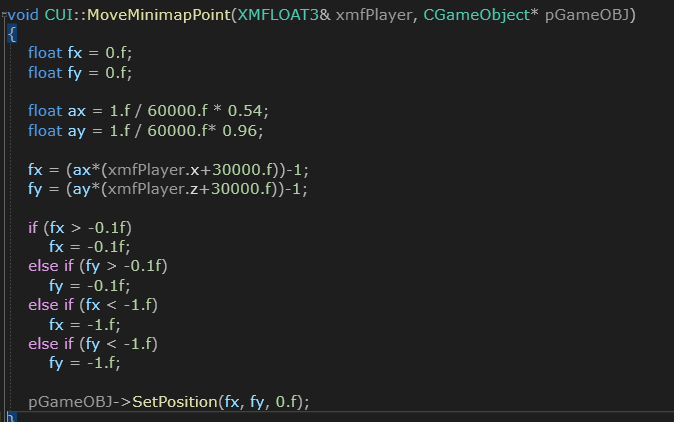 void CUI::MoveMinimapPoint(XMFLOAT3& xmfPlayer, CGameObject* pGameOBJ)
{
float fx = 0.f;
float fy = 0.f;
float ax = 1.f / 60000.f * 0.54;
float ay = 1.f / 60000.f* 0.96;
fx = (ax*(xmfPlayer.x+30000.f))-1;
fy = (ay*(xmfPlayer.z+30000.f))-1;
if (fx > -0.1f)
fx = -0.1f;
else if (fy > -0.1f)
fy = -0.1f;
else if (fx < -1.f)
fx = -1.f;
else if (fy < -1.f)
fy = -1.f;
pGameOBJ->SetPosition(fx, fy, 0.f);
}